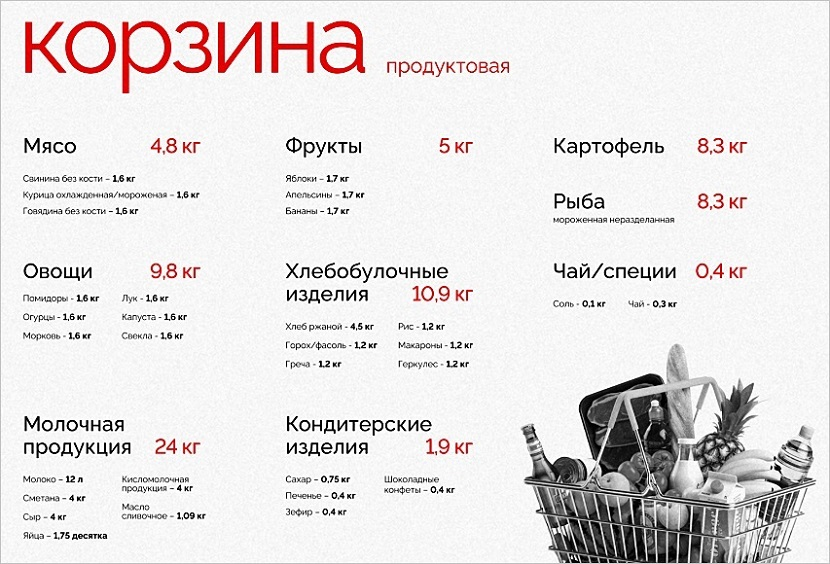 корзина продуктовая
Мясо 4,8 кг
Свинина без кости – 1,6 кг
Курица охлажденная/мороженая – 1,6 кг
Говядина без кости – 1,6 кг
Фрукты 5 кг
Яблоки – 1,7 кг
Апельсины – 1,7 кг
Бананы – 1,7 кг
Картофель 8,3 кг
Рыба 8,3 кг
мороженная неразделанная
Овощи 9,8 кг
Помидоры - 1,6 кг Лук - 1,6 кг
Огурцы - 1,6 кг Капуста - 1,6 кг
Морковь - 1,6 кг Свекла - 1,6 кг
Хлебобулочные
изделия 10,9 кг
Хлеб ржаной - 4,5 кг Рис - 1,2 кг
Горох/фасоль - 1,2 кг Макароны - 1,2 кг
Греча - 1,2 кг Геркулес - 1,2 кг
Чай/специи 0,4 кг
Соль - 0,1 кг Чай - 0,3 кг
Молочная
продукция 24 кг
Молоко – 12 л
Сметана – 4 кг
Сыр – 4 кг
Яйца – 1,75 десятка
Кисломолочная
продукция – 4 кг
Масло
сливочное – 1,09 кг
Кондитерские
изделия 1,9 кг
Сахар – 0,75 кг
Печенье – 0,4 кг
Зефир – 0,4 кг
Шоколадные
конфеты – 0,4 кг